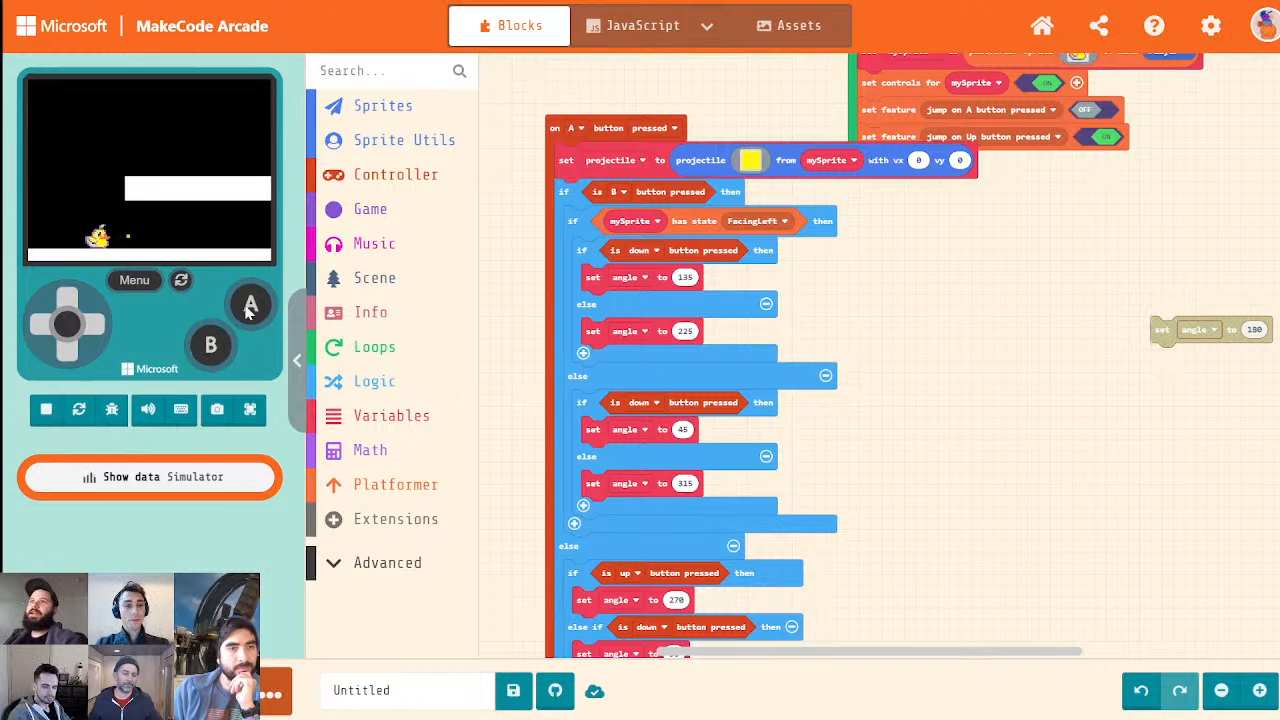 Microsoft MakeCode Arcade
Blocks
JavaScript
Assets
Menu
A
B
Microsoft
Show data Simulator
Search...
Sprites
Sprite Utils
Controller
Game
Music
Scene
Info
Loops
Logic
Variables
Math
Platformer
Extensions
Advanced
set controls for mySprite ON
set feature jump on A button pressed OFF
set feature jump on Up button pressed ON
on A button pressed
set projectile to projectile from mySprite with vx 0 vy 0
if is B button pressed then
if mySprite has state FacingLeft then
if is down button pressed then
set angle to 135
else
set angle to 225
else
if is down button pressed then
set angle to 45
else
set angle to 315
else
if is up button pressed then
set angle to 270
else if is down button pressed then
set angle to
set angle to 180
Untitled